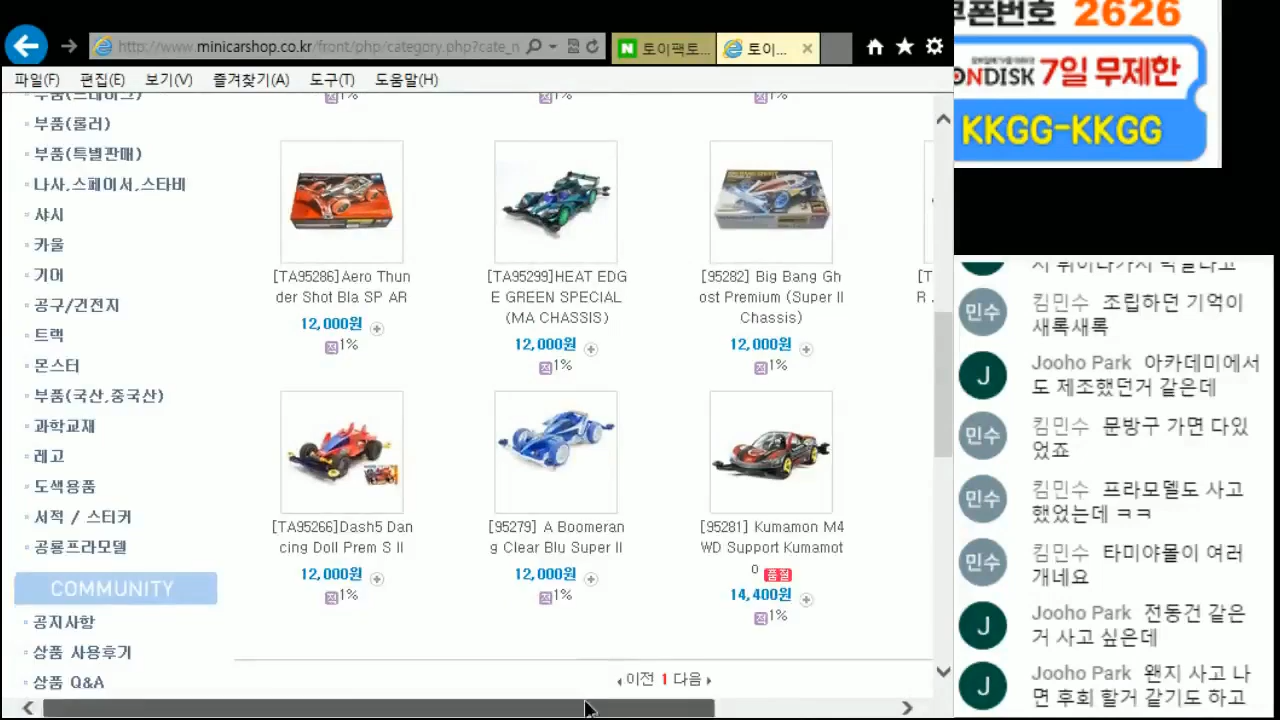 http://www.minicarshop.co.kr/front/php/category.php?cate_n
토이팩토...
토이...
파일(F) 편집(E) 보기(V) 즐겨찾기(A) 도구(T) 도움말(H)
부품(롤러)
부품(특별판매)
나사,스페이서,스타비
샤시
카울
기어
공구/건전지
트랙
몬스터
부품(국산,중국산)
과학교재
레고
도색용품
서적 / 스티커
공룡프라모델
COMMUNITY
공지사항
상품 사용후기
상품 Q&A
1% 1% 1%
[TA95286]Aero Thun
der Shot Bla SP AR
12,000원
적1%
[TA95299]HEAT EDG
E GREEN SPECIAL
(MA CHASSIS)
12,000원
적1%
[95282] Big Bang Gh
ost Premium (Super II
Chassis)
12,000원
적1%
[TA95266]Dash5 Dan
cing Doll Prem S II
12,000원
적1%
[95279] A Boomeran
g Clear Blu Super II
12,000원
적1%
[95281] Kumamon M4
WD Support Kumamot
o 품절
14,400원
적1%
이전 1 다음
쿠폰번호 2626
ONDISK 7일 무제한
KKGG-KKGG
민수
킴민수 조립하던 기억이
새록새록
J
Jooho Park 아카데미에서
도 제조했던거 같은데
민수
킴민수 문방구 가면 다있
었죠
민수
킴민수 프라모델도 사고
했었는데 ㅋㅋ
민수
킴민수 타미야몰이 여러
개네요
J
Jooho Park 전동건 같은
거 사고 싶은데
J
Jooho Park 왠지 사고 나
면 후회 할거 같기도 하고